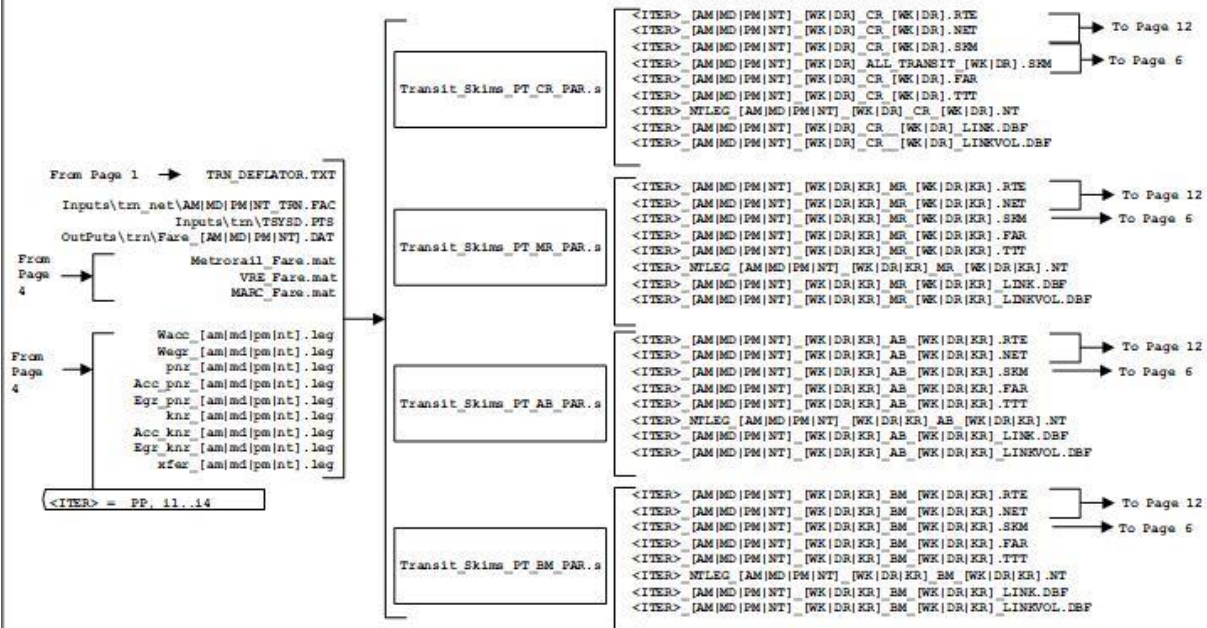 From Page 1
TRN_DEFLATOR.TXT
Inputs\trn_net\AM|MD|PM|NT_TRN.FAC
Inputs\trn\TSYSD.PTS
OutPuts\trn\Fare_[AM|MD|PM|NT].DAT
From
Page
4
Metrorail_Fare.mat
VRE_Fare.mat
MARC_Fare.mat
From
Page
4
Wacc_[am|md|pm|nt].leg
Wegr_[am|md|pm|nt].leg
pnr_[am|md|pm|nt].leg
Acc_pnr_[am|md|pm|nt].leg
Egr_pnr_[am|md|pm|nt].leg
knr_[am|md|pm|nt].leg
Acc_knr_[am|md|pm|nt].leg
Egr_knr_[am|md|pm|nt].leg
xfer_[am|md|pm|nt].leg
<ITER> = PP, i1..i4
Transit_Skims_PT_CR_PAR.s
<ITER>_[AM|MD|PM|NT]_[WK|DR]_CR_[WK|DR].RTE
<ITER>_[AM|MD|PM|NT]_[WK|DR]_CR_[WK|DR].NET
<ITER>_[AM|MD|PM|NT]_[WK|DR]_CR_[WK|DR].SKM
<ITER>_[AM|MD|PM|NT]_[WK|DR]_ALL_TRANSIT_[WK|DR].SKM
<ITER>_[AM|MD|PM|NT]_[WK|DR]_CR_[WK|DR].FAR
<ITER>_[AM|MD|PM|NT]_[WK|DR]_CR_[WK|DR].TTT
<ITER>_NTLEG_[AM|MD|PM|NT]_[WK|DR]_CR_[WK|DR].NT
<ITER>_[AM|MD|PM|NT]_[WK|DR]_CR__[WK|DR]_LINK.DBF
<ITER>_[AM|MD|PM|NT]_[WK|DR]_CR__[WK|DR]_LINKVOL.DBF
To Page 12
To Page 6
Transit_Skims_PT_MR_PAR.s
<ITER>_[AM|MD|PM|NT]_[WK|DR|KR]_MR_[WK|DR|KR].RTE
<ITER>_[AM|MD|PM|NT]_[WK|DR|KR]_MR_[WK|DR|KR].NET
<ITER>_[AM|MD|PM|NT]_[WK|DR|KR]_MR_[WK|DR|KR].SKM
<ITER>_[AM|MD|PM|NT]_[WK|DR|KR]_MR_[WK|DR|KR].FAR
<ITER>_[AM|MD|PM|NT]_[WK|DR|KR]_MR_[WK|DR|KR].TTT
<ITER>_NTLEG_[AM|MD|PM|NT]_[WK|DR|KR]_MR_[WK|DR|KR].NT
<ITER>_[AM|MD|PM|NT]_[WK|DR|KR]_MR_[WK|DR|KR]_LINK.DBF
<ITER>_[AM|MD|PM|NT]_[WK|DR|KR]_MR_[WK|DR|KR]_LINKVOL.DBF
To Page 12
To Page 6
Transit_Skims_PT_AB_PAR.s
<ITER>_[AM|MD|PM|NT]_[WK|DR|KR]_AB_[WK|DR|KR].RTE
<ITER>_[AM|MD|PM|NT]_[WK|DR|KR]_AB_[WK|DR|KR].NET
<ITER>_[AM|MD|PM|NT]_[WK|DR|KR]_AB_[WK|DR|KR].SKM
<ITER>_[AM|MD|PM|NT]_[WK|DR|KR]_AB_[WK|DR|KR].FAR
<ITER>_[AM|MD|PM|NT]_[WK|DR|KR]_AB_[WK|DR|KR].TTT
<ITER>_NTLEG_[AM|MD|PM|NT]_[WK|DR|KR]_AB_[WK|DR|KR].NT
<ITER>_[AM|MD|PM|NT]_[WK|DR|KR]_AB_[WK|DR|KR]_LINK.DBF
<ITER>_[AM|MD|PM|NT]_[WK|DR|KR]_AB_[WK|DR|KR]_LINKVOL.DBF
To Page 12
To Page 6
Transit_Skims_PT_BM_PAR.s
<ITER>_[AM|MD|PM|NT]_[WK|DR|KR]_BM_[WK|DR|KR].RTE
<ITER>_[AM|MD|PM|NT]_[WK|DR|KR]_BM_[WK|DR|KR].NET
<ITER>_[AM|MD|PM|NT]_[WK|DR|KR]_BM_[WK|DR|KR].SKM
<ITER>_[AM|MD|PM|NT]_[WK|DR|KR]_BM_[WK|DR|KR].FAR
<ITER>_[AM|MD|PM|NT]_[WK|DR|KR]_BM_[WK|DR|KR].TTT
<ITER>_NTLEG_[AM|MD|PM|NT]_[WK|DR|KR]_BM_[WK|DR|KR].NT
<ITER>_[AM|MD|PM|NT]_[WK|DR|KR]_BM_[WK|DR|KR]_LINK.DBF
<ITER>_[AM|MD|PM|NT]_[WK|DR|KR]_BM_[WK|DR|KR]_LINKVOL.DBF
To Page 12
To Page 6